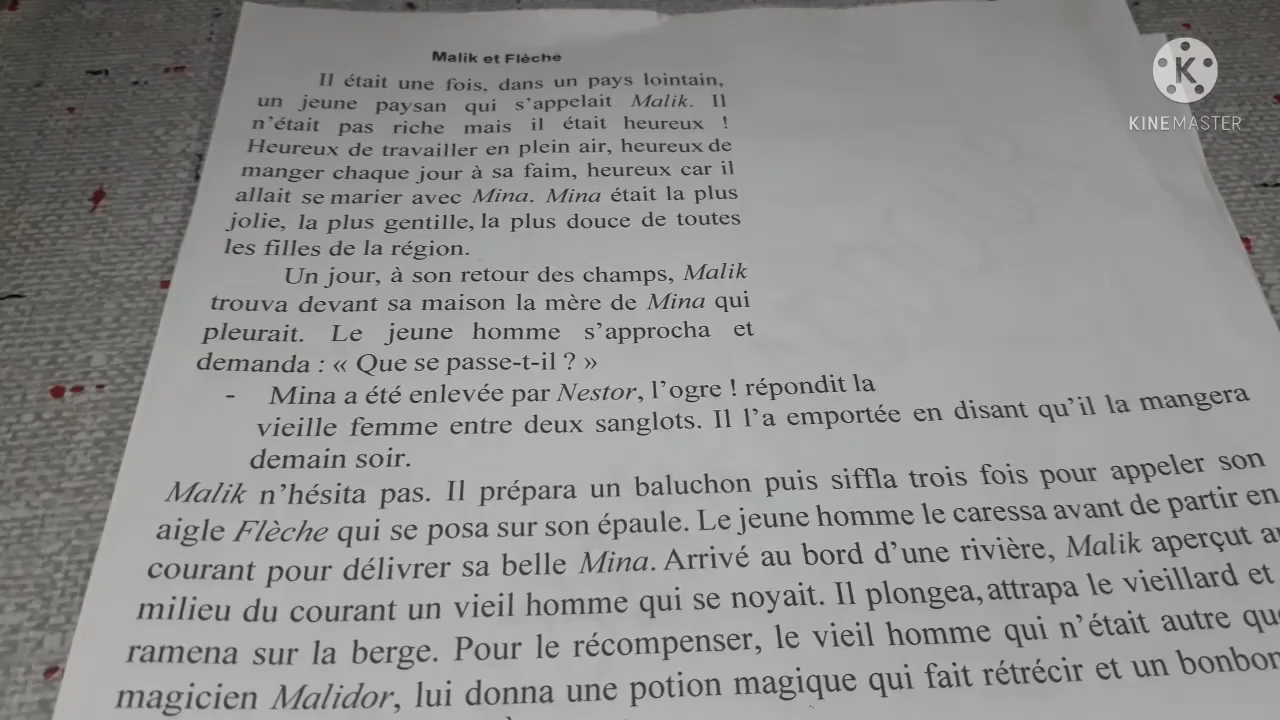 Malik et Flèche
Il était une fois, dans un pays lointain,
un jeune paysan qui s'appelait Malik. Il
n'était pas riche mais il était heureux !
Heureux de travailler en plein air, heureux de
manger chaque jour à sa faim, heureux car il
allait se marier avec Mina. Mina était la plus
jolie, la plus gentille, la plus douce de toutes
les filles de la région.
Un jour, à son retour des champs, Malik
trouva devant sa maison la mère de Mina qui
pleurait. Le jeune homme s'approcha et
demanda : « Que se passe-t-il ? »
- Mina a été enlevée par Nestor, l'ogre ! répondit la
vieille femme entre deux sanglots. Il l'a emportée en disant qu'il la mangera
demain soir.
Malik n'hésita pas. Il prépara un baluchon puis siffla trois fois pour appeler son
aigle Flèche qui se posa sur son épaule. Le jeune homme le caressa avant de partir en
courant pour délivrer sa belle Mina. Arrivé au bord d'une rivière, Malik aperçut
milieu du courant un vieil homme qui se noyait. Il plongea, attrapa le vieillard et
ramena sur la berge. Pour le récompenser, le vieil homme qui n'était autre
magicien Malidor, lui donna une potion magique qui fait rétrécir et un bonbon
K
KINEMASTER